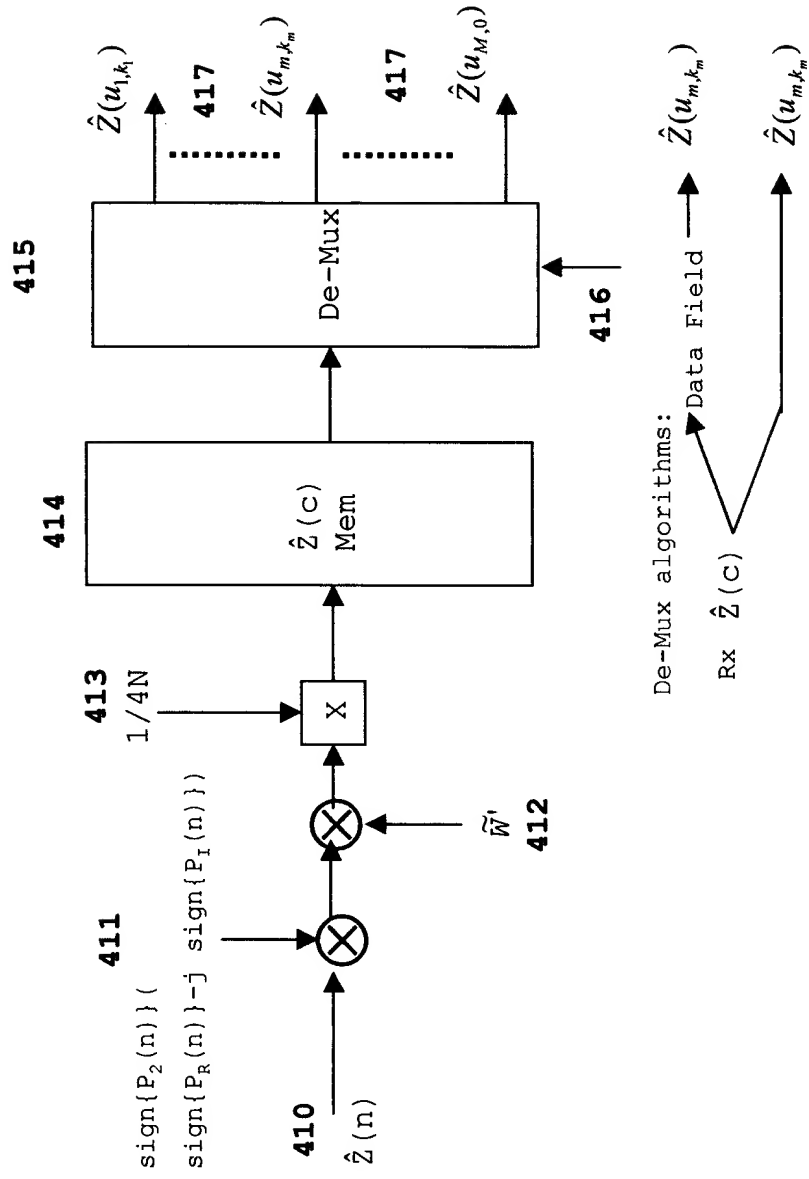 sign{P₂(n)}(
sign{P_R(n)}-j sign{P_I(n)})
411
410
Ẑ(n)
W̃'
412
413
1/4N
X
414
Ẑ(c)
Mem
415
De-Mux
416
Ẑ(u_{1,k_1})
417
Ẑ(u_{m,k_m})
417
Ẑ(u_{M,0})
De-Mux algorithms:
Rx Ẑ(c)
Data Field
Ẑ(u_{m,k_m})
Ẑ(u_{m,k_m})